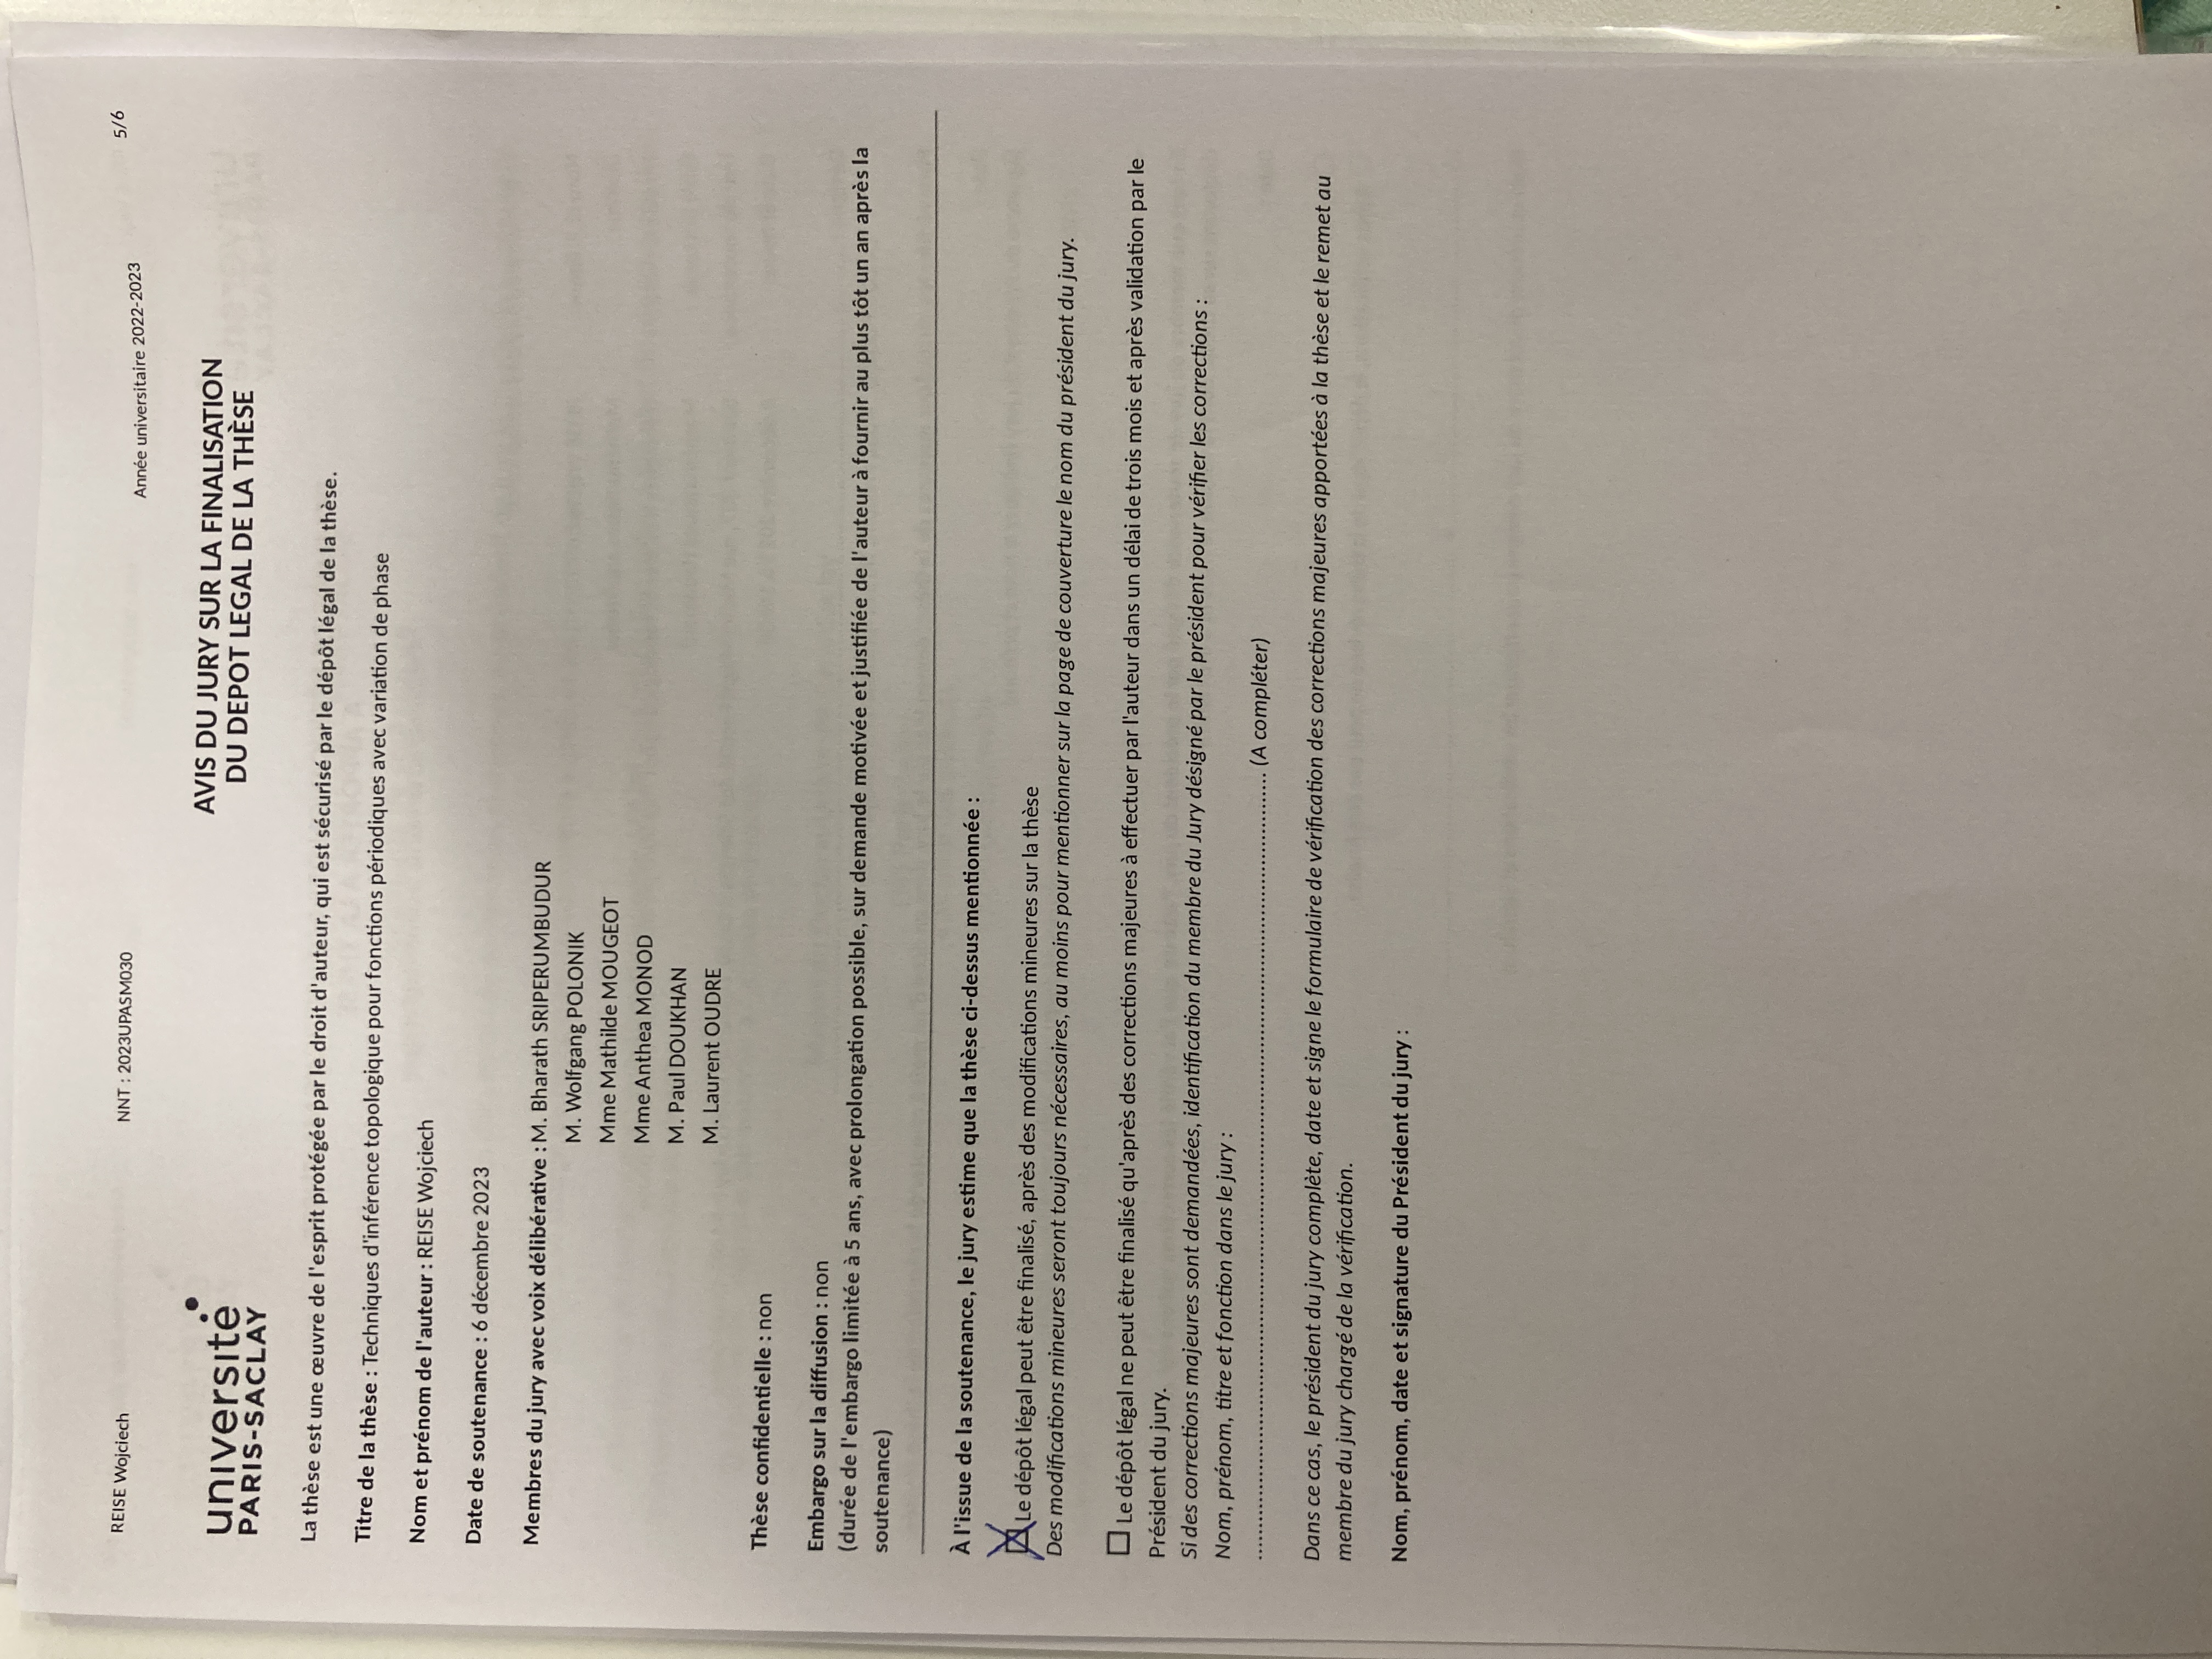 REISE Wojciech
NNT : 2023UPASM030
Année universitaire 2022-2023
5/6
université
PARIS-SACLAY
AVIS DU JURY SUR LA FINALISATION
DU DEPOT LEGAL DE LA THÈSE
La thèse est une œuvre de l'esprit protégée par le droit d'auteur, qui est sécurisé par le dépôt légal de la thèse.
Titre de la thèse : Techniques d'inférence topologique pour fonctions périodiques avec variation de phase
Nom et prénom de l'auteur : REISE Wojciech
Date de soutenance : 6 décembre 2023
Membres du jury avec voix délibérative : M. Bharath SRIPERUMBUDUR
M. Wolfgang POLONIK
Mme Mathilde MOUGEOT
Mme Anthea MONOD
M. Paul DOUKHAN
M. Laurent OUDRE
Thèse confidentielle : non
Embargo sur la diffusion : non
(durée de l'embargo limitée à 5 ans, avec prolongation possible, sur demande motivée et justifiée de l'auteur à fournir au plus tôt un an après la
soutenance)
À l'issue de la soutenance, le jury estime que la thèse ci-dessus mentionnée :
Le dépôt légal peut être finalisé, après des modifications mineures sur la thèse
Des modifications mineures seront toujours nécessaires, au moins pour mentionner sur la page de couverture le nom du président du jury.
Le dépôt légal ne peut être finalisé qu'après des corrections majeures à effectuer par l'auteur dans un délai de trois mois et après validation par le
Président du jury.
Si des corrections majeures sont demandées, identification du membre du Jury désigné par le président pour vérifier les corrections :
Nom, prénom, titre et fonction dans le jury :
........................................................................................................................ (A compléter)
Dans ce cas, le président du jury complète, date et signe le formulaire de vérification des corrections majeures apportées à la thèse et le remet au
membre du jury chargé de la vérification.
Nom, prénom, date et signature du Président du jury :